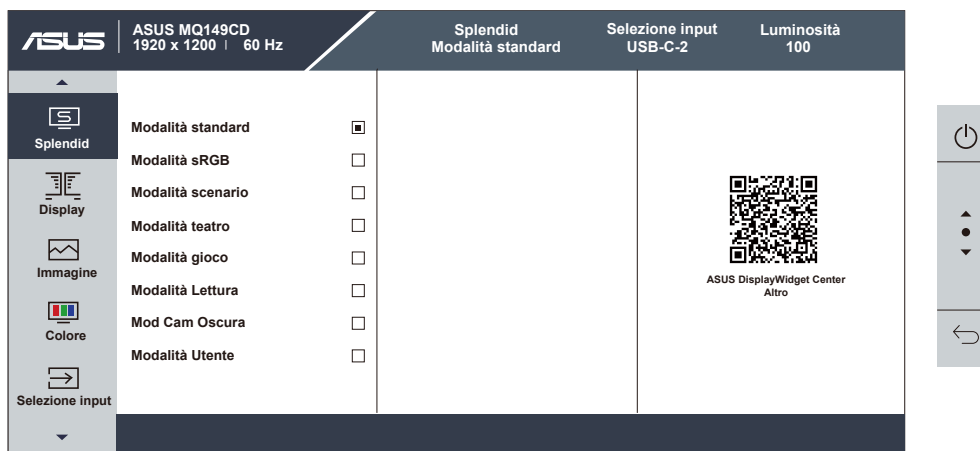 ASUS
ASUS MQ149CD
1920 x 1200 | 60 Hz
Splendid
Modalità standard
Selezione input
USB-C-2
Luminosità
100
Splendid
Display
Immagine
Colore
Selezione input
Modalità standard
Modalità sRGB
Modalità scenario
Modalità teatro
Modalità gioco
Modalità Lettura
Mod Cam Oscura
Modalità Utente
ASUS DisplayWidget Center
Altro